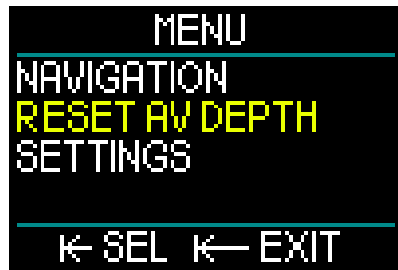 MENU
NAVIGATION
RESET AV DEPTH
SETTINGS
SEL EXIT